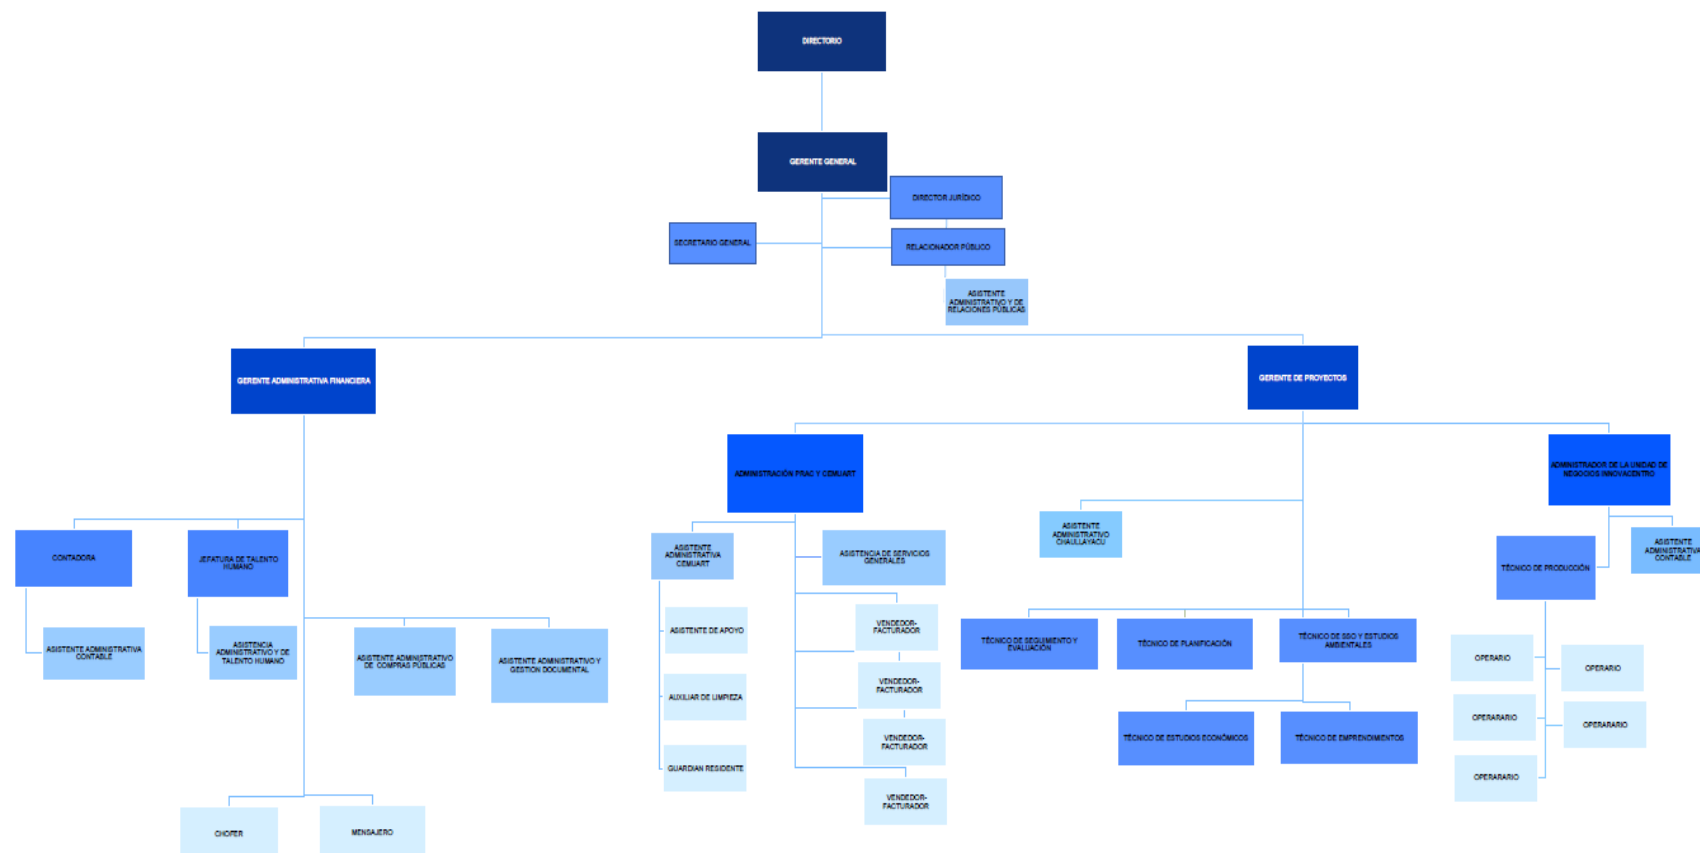 DIRECTORIO
GERENTE GENERAL
DIRECTOR JURÍDICO
SECRETARIO GENERAL
RELACIONADOR PÚBLICO
ASISTENTE
ADMINISTRATIVO Y DE
RELACIONES PÚBLICAS
GERENTE ADMINISTRATIVA FINANCIERA
GERENTE DE PROYECTOS
ADMINISTRACIÓN PRAC Y CEMUART
ADMINISTRADOR DE LA UNIDAD DE
NEGOCIOS INNOVACENTRO
CONTADORA
JEFATURA DE TALENTO
HUMANO
ASISTENTE
ADMINISTRATIVA
CEMUART
ASISTENCIA DE SERVICIOS
GENERALES
ASISTENTE
ADMINISTRATIVO
CHAULLAYACU
TÉCNICO DE PRODUCCIÓN
ASISTENTE
ADMINISTRATIVA
CONTABLE
ASISTENTE ADMINISTRATIVA
CONTABLE
ASISTENCIA
ADMINISTRATIVO Y DE
TALENTO HUMANO
ASISTENTE ADMINISTRATIVO
DE COMPRAS PÚBLICAS
ASISTENTE ADMINISTRATIVO Y
GESTION DOCUMENTAL
ASISTENTE DE APOYO
VENDEDOR-
FACTURADOR
TÉCNICO DE SEGUIMIENTO Y
EVALUACIÓN
TÉCNICO DE PLANIFICACIÓN
TÉCNICO DE SSO Y ESTUDIOS
AMBIENTALES
OPERARIO
OPERARIO
AUXILIAR DE LIMPIEZA
VENDEDOR-
FACTURADOR
OPERARARIO
OPERARARIO
VENDEDOR-
FACTURADOR
TÉCNICO DE ESTUDIOS ECONÓMICOS
TÉCNICO DE EMPRENDIMIENTOS
GUARDIAN RESIDENTE
OPERARARIO
VENDEDOR-
FACTURADOR
CHOFER
MENSAJERO